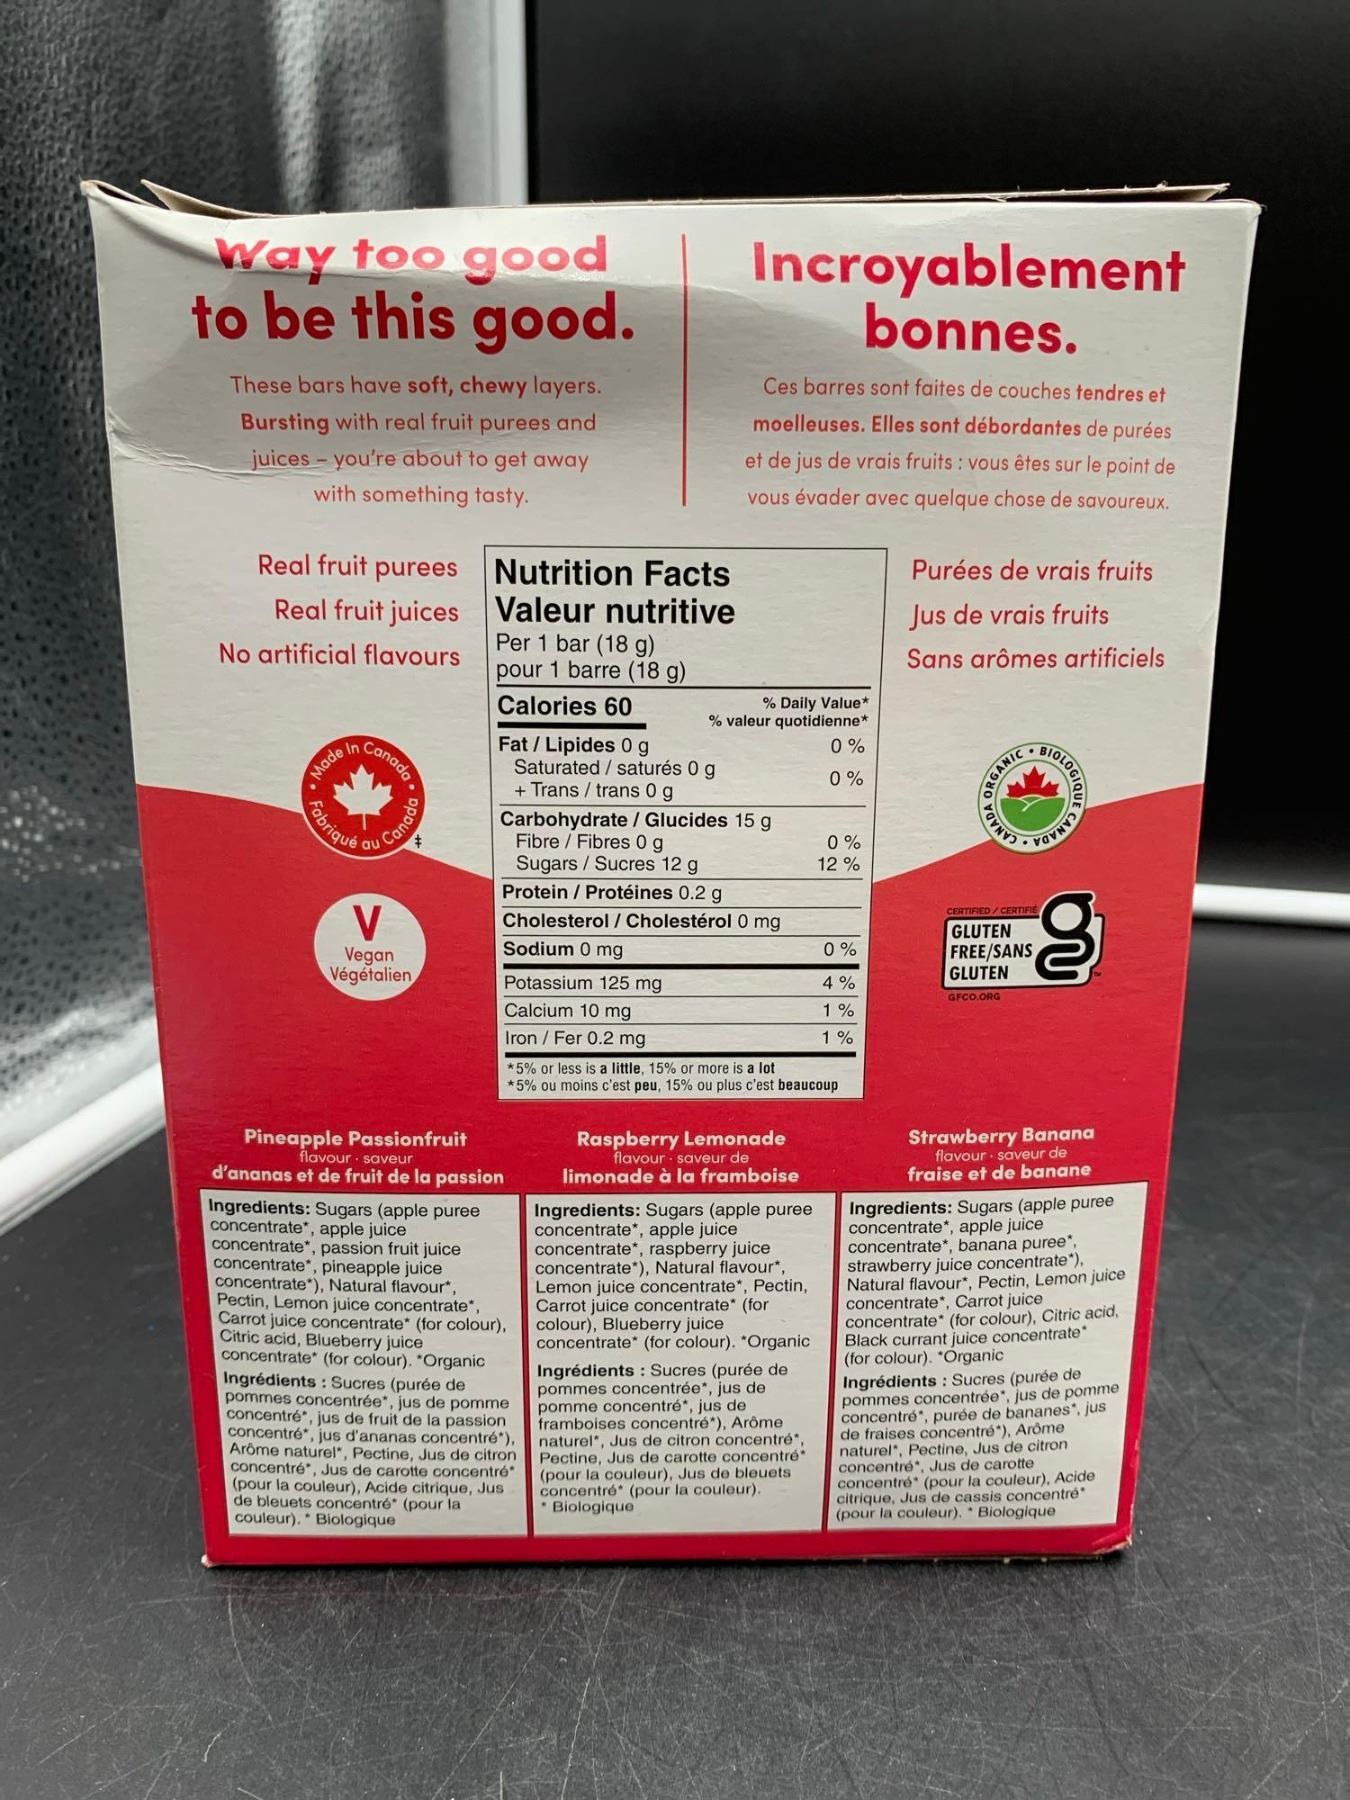 Way too good
to be this good.
These bars have soft, chewy layers.
Bursting with real fruit purees and
juices – you're about to get away
with something tasty.
Incroyablement
bonnes.
Ces barres sont faites de couches tendres et
moelleuses. Elles sont débordantes de purées
et de jus de vrais fruits : vous êtes sur le point de
vous évader avec quelque chose de savoureux.
Real fruit purees
Real fruit juices
No artificial flavours
Made In Canada • Fabriqué au Canada •
‡
V
Vegan
Végétalien
Nutrition Facts
Valeur nutritive
Per 1 bar (18 g)
pour 1 barre (18 g)
Calories 60
% Daily Value*
% valeur quotidienne*
Fat / Lipides 0 g 0 %
Saturated / saturés 0 g
+ Trans / trans 0 g 0 %
Carbohydrate / Glucides 15 g
Fibre / Fibres 0 g 0 %
Sugars / Sucres 12 g 12 %
Protein / Protéines 0.2 g
Cholesterol / Cholestérol 0 mg
Sodium 0 mg 0 %
Potassium 125 mg 4 %
Calcium 10 mg 1 %
Iron / Fer 0.2 mg 1 %
*5% or less is a little, 15% or more is a lot
*5% ou moins c'est peu, 15% ou plus c'est beaucoup
Purées de vrais fruits
Jus de vrais fruits
Sans arômes artificiels
CANADA ORGANIC • BIOLOGIQUE CANADA •
CERTIFIED / CERTIFIÉ
GLUTEN
FREE/SANS
GLUTEN
g
™
GFCO.ORG
Pineapple Passionfruit
flavour · saveur
d'ananas et de fruit de la passion
Ingredients: Sugars (apple puree
concentrate*, apple juice
concentrate*, passion fruit juice
concentrate*, pineapple juice
concentrate*), Natural flavour*,
Pectin, Lemon juice concentrate*,
Carrot juice concentrate* (for colour),
Citric acid, Blueberry juice
concentrate* (for colour). *Organic
Ingrédients : Sucres (purée de
pommes concentrée*, jus de pomme
concentré*, jus de fruit de la passion
concentré*, jus d'ananas concentré*),
Arôme naturel*, Pectine, Jus de citron
concentré*, Jus de carotte concentré*
(pour la couleur), Acide citrique, Jus
de bleuets concentré* (pour la
couleur). * Biologique
Raspberry Lemonade
flavour · saveur de
limonade à la framboise
Ingredients: Sugars (apple puree
concentrate*, apple juice
concentrate*, raspberry juice
concentrate*), Natural flavour*,
Lemon juice concentrate*, Pectin,
Carrot juice concentrate* (for
colour), Blueberry juice
concentrate* (for colour). *Organic
Ingrédients : Sucres (purée de
pommes concentrée*, jus de
pomme concentré*, jus de
framboises concentré*), Arôme
naturel*, Jus de citron concentré*,
Pectine, Jus de carotte concentré*
(pour la couleur), Jus de bleuets
concentré* (pour la couleur).
* Biologique
Strawberry Banana
flavour · saveur de
fraise et de banane
Ingredients: Sugars (apple puree
concentrate*, apple juice
concentrate*, banana puree*,
strawberry juice concentrate*),
Natural flavour*, Pectin, Lemon juice
concentrate*, Carrot juice
concentrate* (for colour), Citric acid,
Black currant juice concentrate*
(for colour). *Organic
Ingrédients : Sucres (purée de
pommes concentrée*, jus de pomme
concentré*, purée de bananes*, jus
de fraises concentré*), Arôme
naturel*, Pectine, Jus de citron
concentré*, Jus de carotte
concentré* (pour la couleur), Acide
citrique, Jus de cassis concentré*
(pour la couleur). * Biologique